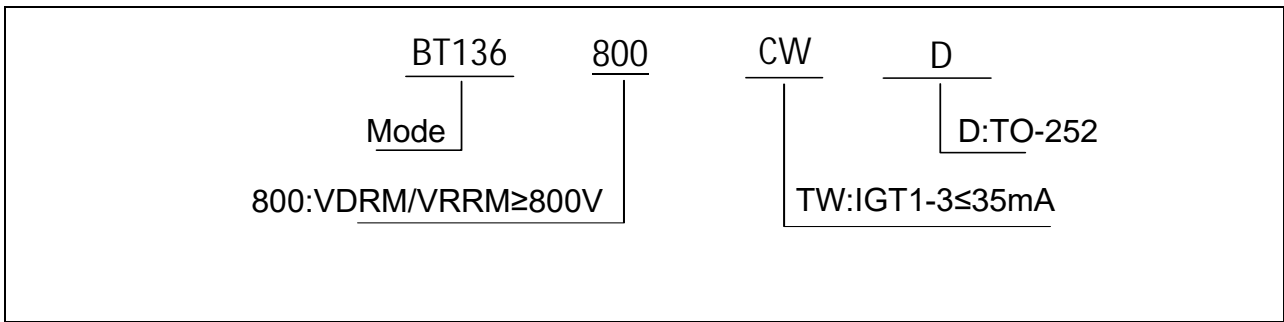 BT136 800 CW D
Mode D:TO-252
800:VDRM/VRRM≥800V TW:IGT1-3≤35mA